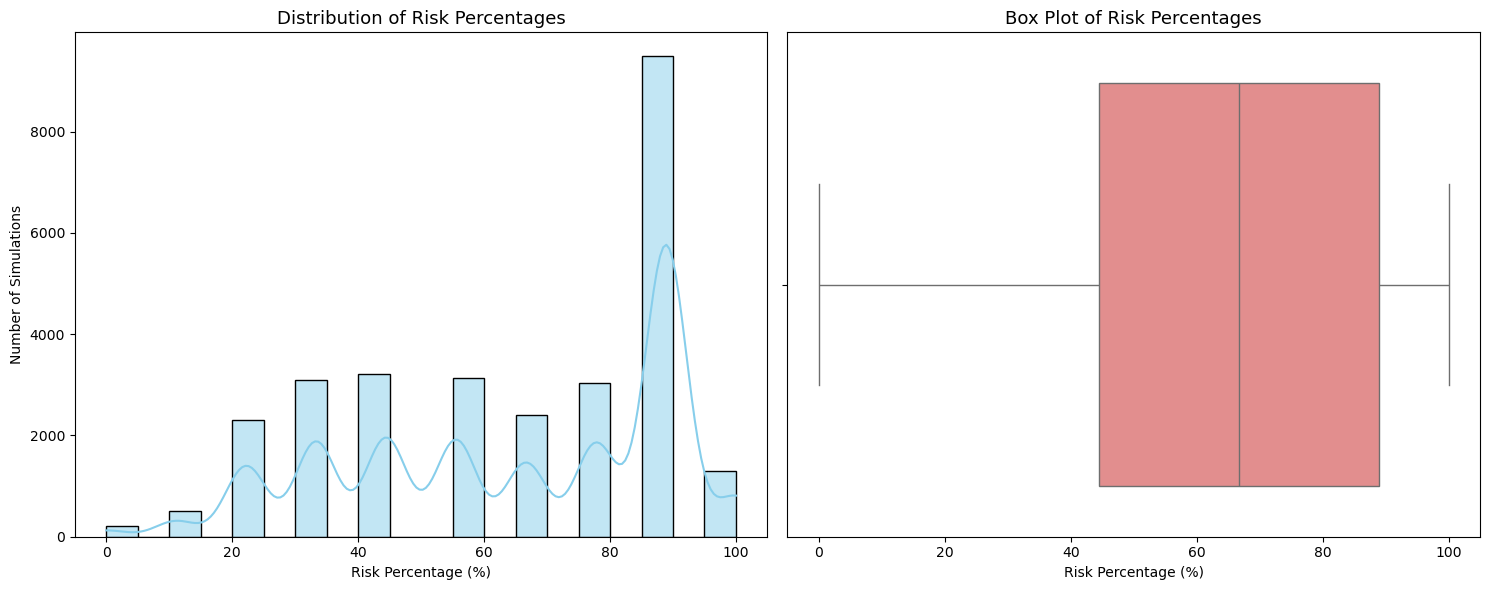 Distribution of Risk Percentages
Number of Simulations
8000
6000
4000
2000
0
0 20 40 60 80 100
Risk Percentage (%)
Box Plot of Risk Percentages
0 20 40 60 80 100
Risk Percentage (%)